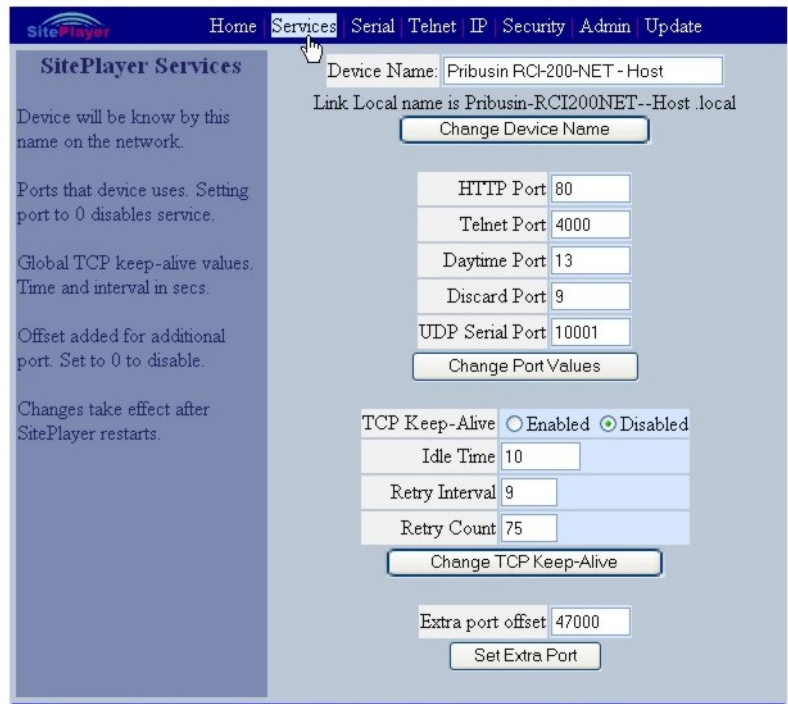 SitePlayer
Home | Services | Serial | Telnet | IP | Security | Admin | Update
SitePlayer Services
Device will be know by this
name on the network.
Ports that device uses. Setting
port to 0 disables service.
Global TCP keep-alive values.
Time and interval in secs.
Offset added for additional
port. Set to 0 to disable.
Changes take effect after
SitePlayer restarts.
Device Name: Pribusin RCI-200-NET - Host
Link Local name is Pribusin-RCI200NET--Host .local
Change Device Name
HTTP Port 80
Telnet Port 4000
Daytime Port 13
Discard Port 9
UDP Serial Port 10001
Change Port Values
TCP Keep-Alive Enabled Disabled
Idle Time 10
Retry Interval 9
Retry Count 75
Change TCP Keep-Alive
Extra port offset 47000
Set Extra Port